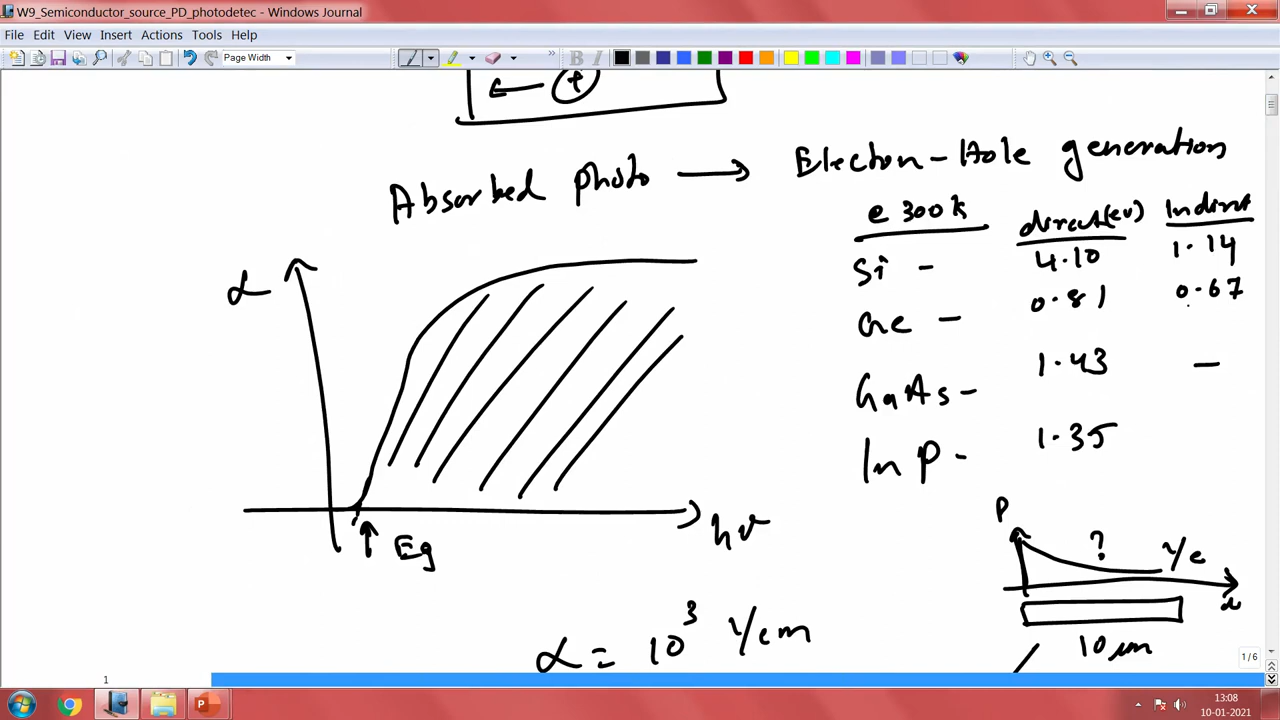 W9_Semiconductor_source_PD_photodetec - Windows Journal
File Edit View Insert Actions Tools Help
Page Width
B I
+
Absorbed photo → Electon-Hole generation
@ 300k direct(ev) Indirect
Si - 4.10 1.14
Ge - 0.81 0.67
GaAs - 1.43 -
InP - 1.35
α
hν
Eg
P
? 1/e
x
10 μm
α = 10³ 1/cm
1/6
1
13:08
10-01-2021